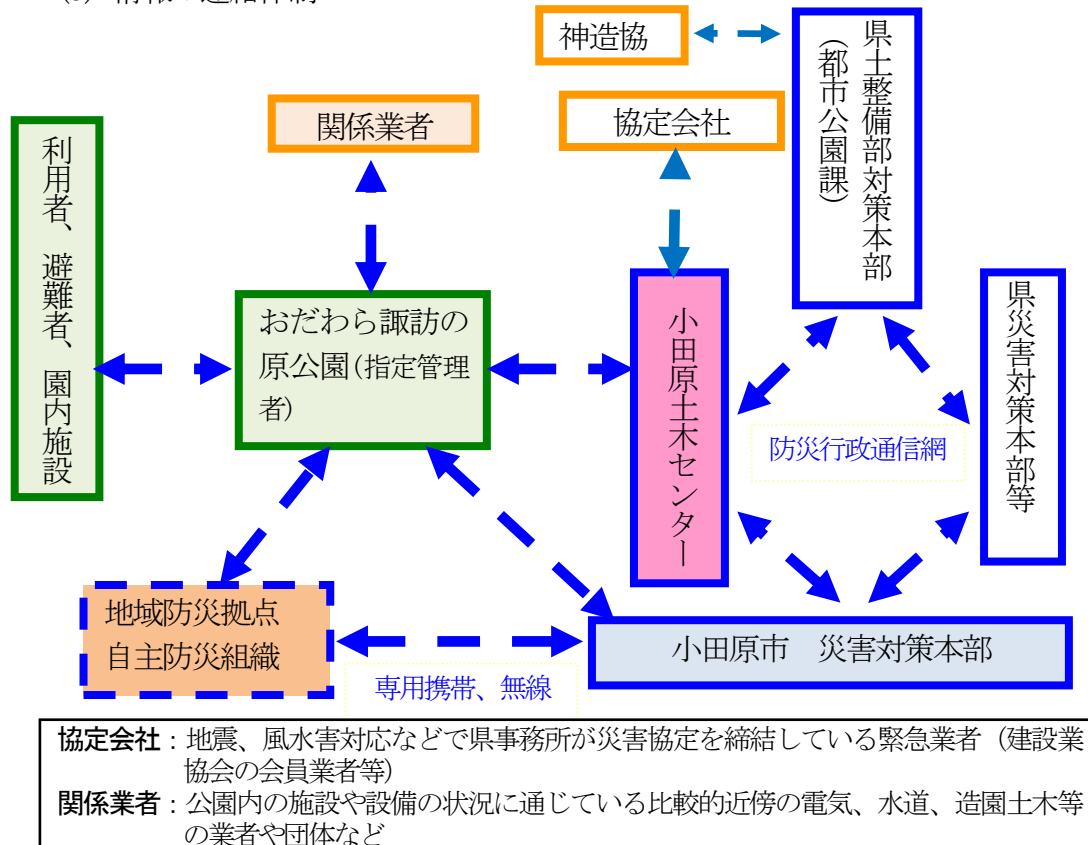 (3) 情報の連絡体制
神造協
県土整備部対策本部
(都市公園課)
関係業者
協定会社
利用者、避難者、園内施設
おだわら諏訪の
原公園(指定管理
者)
小田原土木センター
県災害対策本部等
防災行政通信網
地域防災拠点
自主防災組織
小田原市　災害対策本部
専用携帯、無線
協定会社：地震、風水害対応などで県事務所が災害協定を締結している緊急業者（建設業
協会の会員業者等）
関係業者：公園内の施設や設備の状況に通じている比較的近傍の電気、水道、造園土木等
の業者や団体など